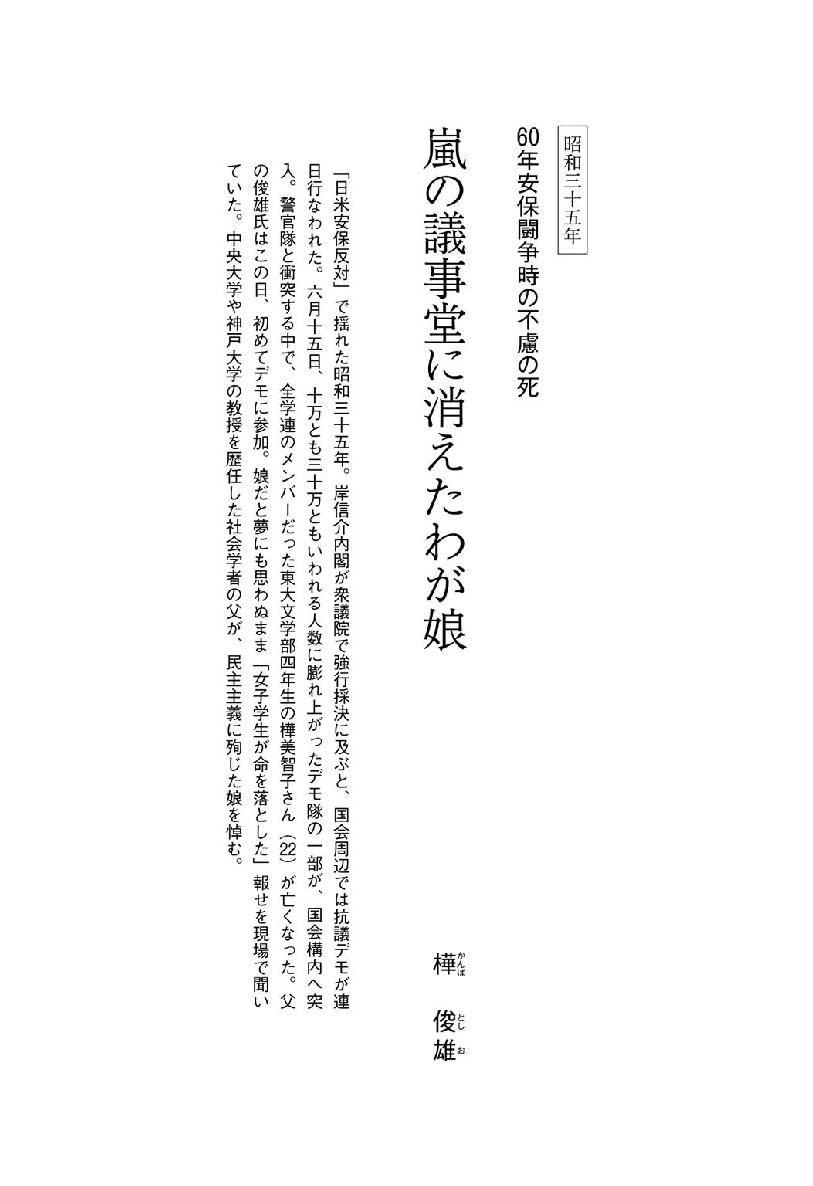 昭和三十五年
60年安保闘争時の不慮の死
嵐の議事堂に消えたわが娘
樺 俊雄
かんば としお
「日米安保反対」で揺れた昭和三十五年。岸信介内閣が衆議院で強行採決に及ぶと、国会周辺では抗議デモが連
日行なわれた。六月十五日、十万とも三十万ともいわれる人数に膨れ上がったデモ隊の一部が、国会構内へ突
入。警官隊と衝突する中で、全学連のメンバーだった東大文学部四年生の樺美智子さん（22）が亡くなった。父
の俊雄氏はこの日、初めてデモに参加。娘だと夢にも思わぬまま「女子学生が命を落とした」報せを現場で聞い
ていた。中央大学や神戸大学の教授を歴任した社会学者の父が、民主主義に殉じた娘を悼む。